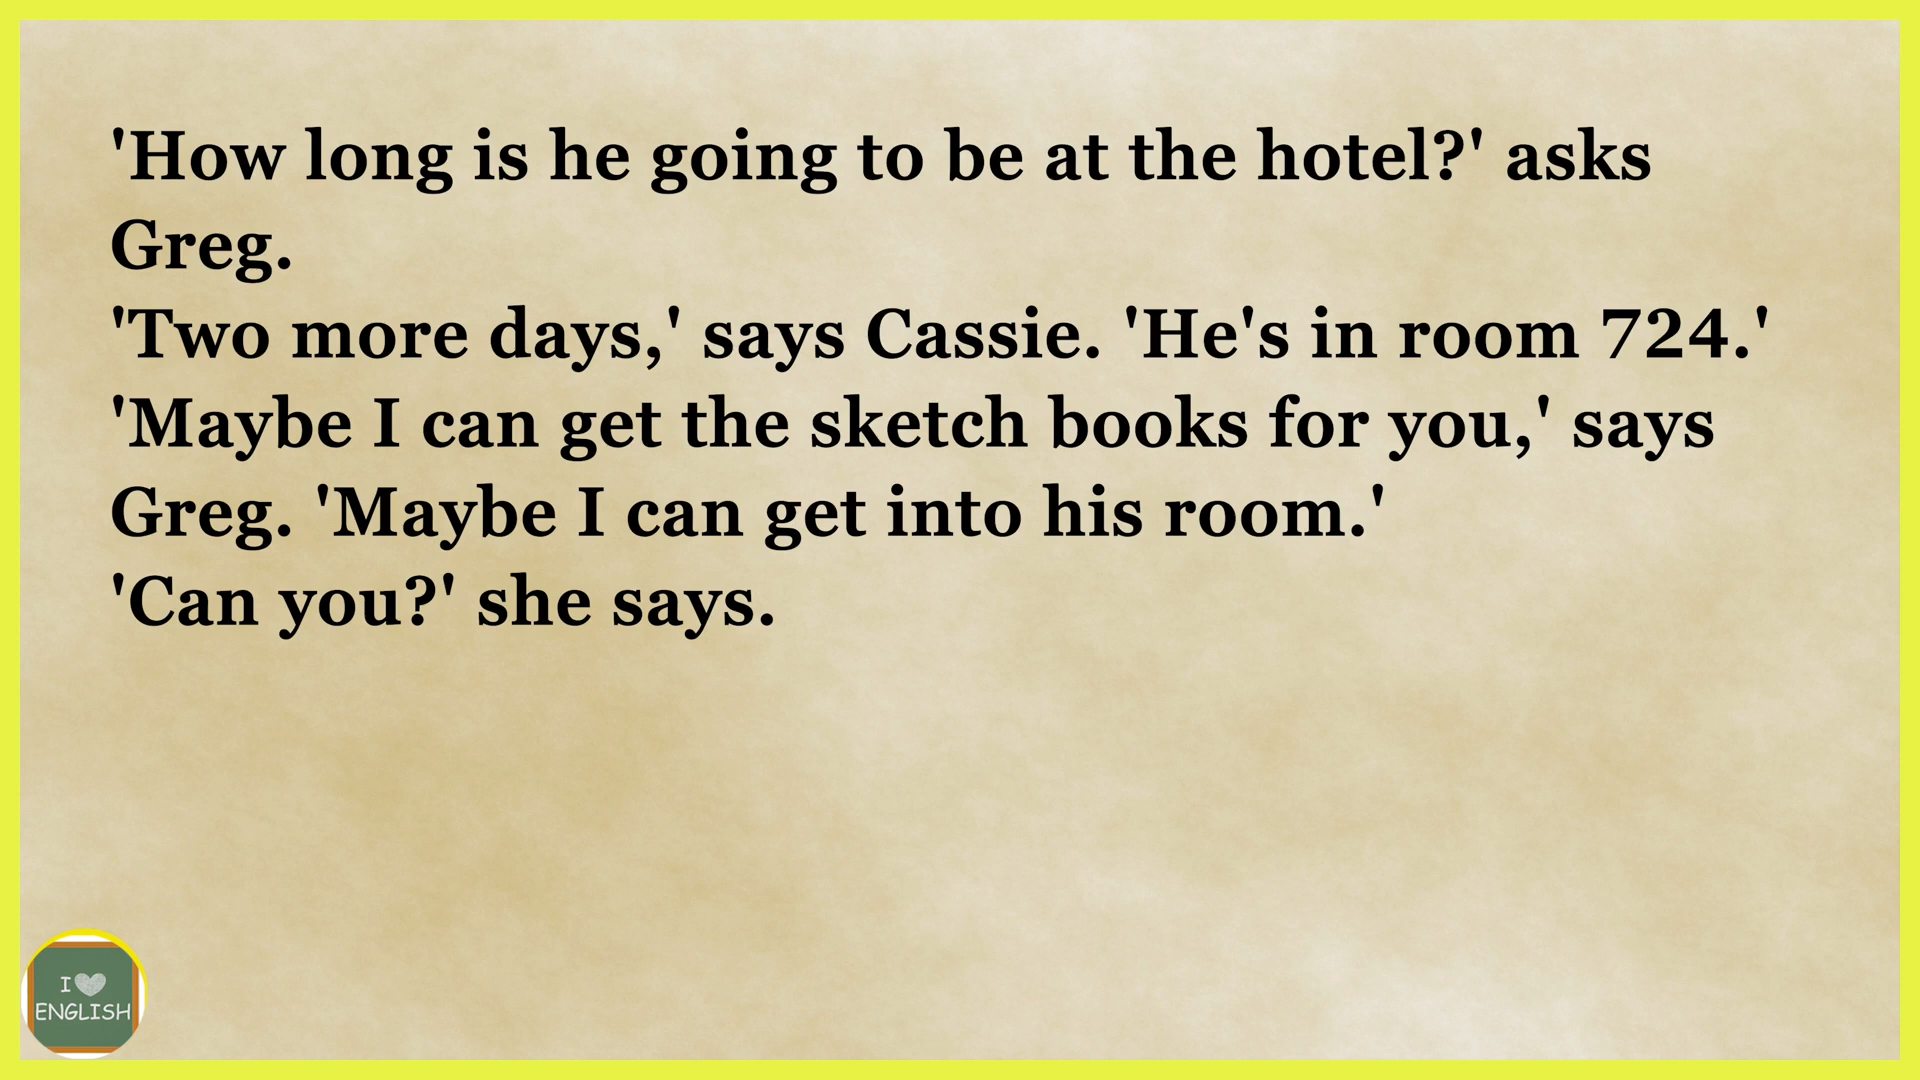 'How long is he going to be at the hotel?' asks
Greg.
'Two more days,' says Cassie. 'He's in room 724.'
'Maybe I can get the sketch books for you,' says
Greg. 'Maybe I can get into his room.'
'Can you?' she says.
I
ENGLISH